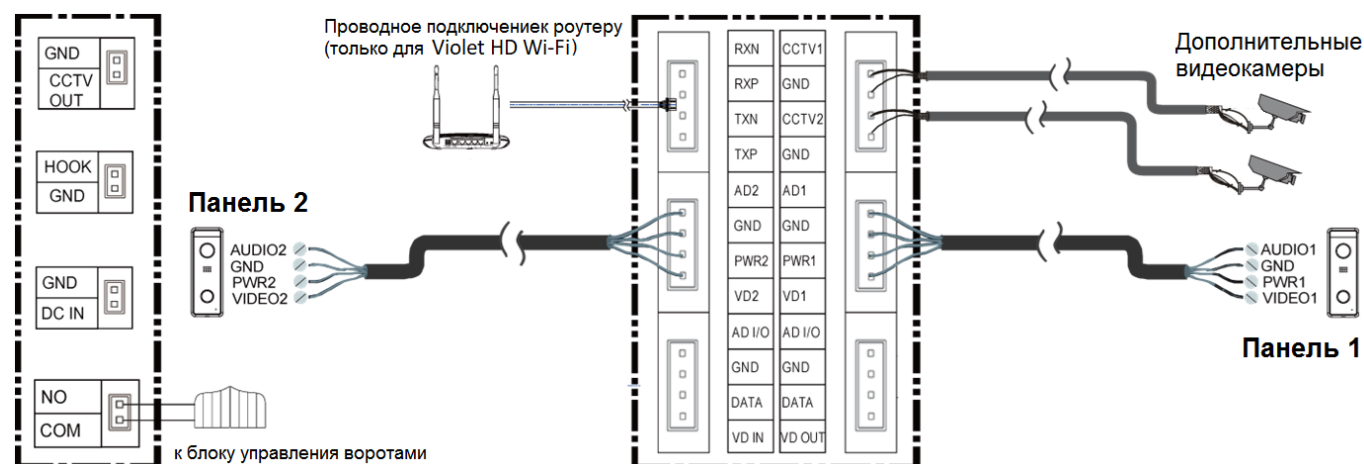 GND
CCTV
OUT
HOOK
GND
GND
DC IN
NO
COM
к блоку управления воротами
Проводное подключениек роутеру
(только для Violet HD Wi-Fi)
Панель 2
AUDIO2
GND
PWR2
VIDEO2
RXN CCTV1
RXP GND
TXN CCTV2
TXP GND
AD2 AD1
GND GND
PWR2 PWR1
VD2 VD1
AD I/O AD I/O
GND GND
DATA DATA
VD IN VD OUT
Дополнительные
видеокамеры
AUDIO1
GND
PWR1
VIDEO1
Панель 1